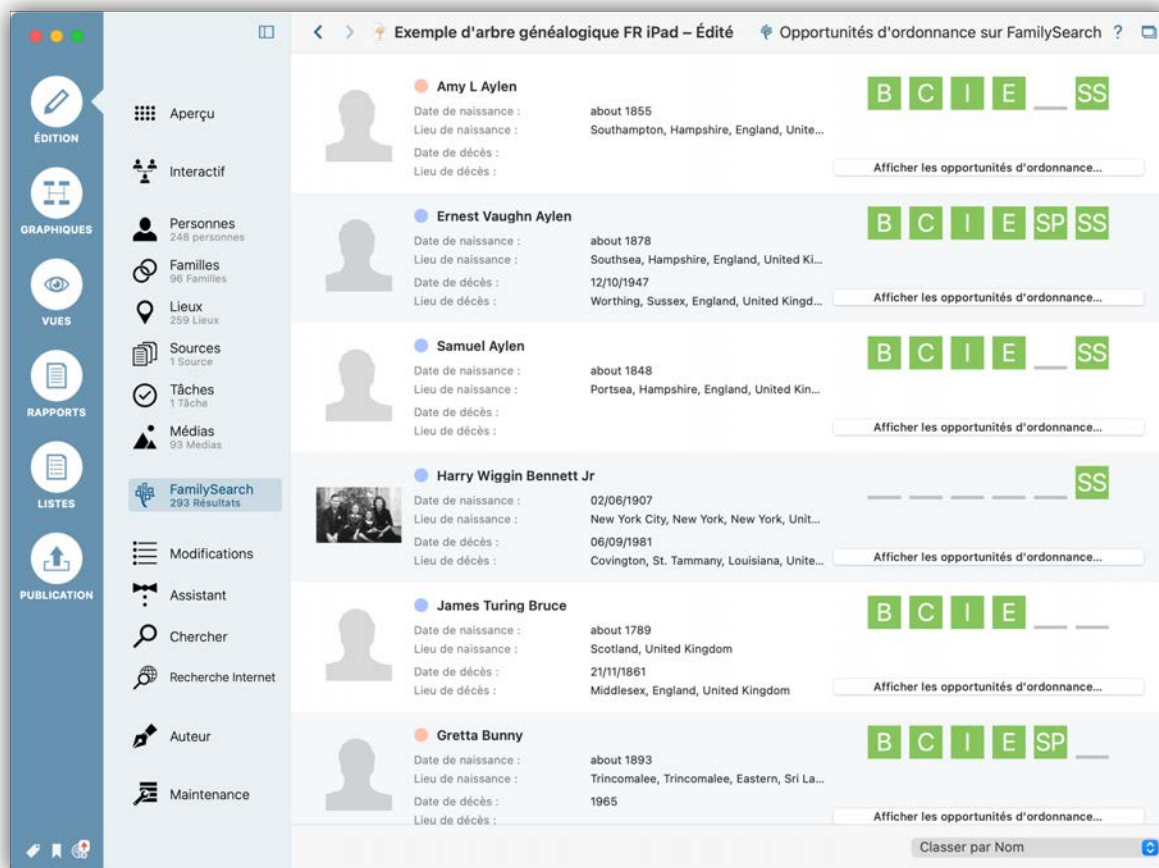 Exemple d'arbre généalogique FR iPad – Édité
Opportunités d'ordonnance sur FamilySearch ?
ÉDITION
GRAPHIQUES
VUES
RAPPORTS
LISTES
PUBLICATION
Aperçu
Interactif
Personnes
248 personnes
Familles
96 Familles
Lieux
259 Lieux
Sources
1 Source
Tâches
1 Tâche
Médias
93 Medias
FamilySearch
293 Résultats
Modifications
Assistant
Chercher
Recherche Internet
Auteur
Maintenance
Amy L Aylen
Date de naissance : about 1855
Lieu de naissance : Southampton, Hampshire, England, Unite...
Date de décès :
Lieu de décès :
B C I E SS
Afficher les opportunités d'ordonnance...
Ernest Vaughn Aylen
Date de naissance : about 1878
Lieu de naissance : Southsea, Hampshire, England, United Ki...
Date de décès : 12/10/1947
Lieu de décès : Worthing, Sussex, England, United Kingd...
B C I E SP SS
Afficher les opportunités d'ordonnance...
Samuel Aylen
Date de naissance : about 1848
Lieu de naissance : Portsea, Hampshire, England, United Kin...
Date de décès :
Lieu de décès :
B C I E SS
Afficher les opportunités d'ordonnance...
Harry Wiggin Bennett Jr
Date de naissance : 02/06/1907
Lieu de naissance : New York City, New York, New York, Unit...
Date de décès : 06/09/1981
Lieu de décès : Covington, St. Tammany, Louisiana, Unite...
SS
Afficher les opportunités d'ordonnance...
James Turing Bruce
Date de naissance : about 1789
Lieu de naissance : Scotland, United Kingdom
Date de décès : 21/11/1861
Lieu de décès : Middlesex, England, United Kingdom
B C I E
Afficher les opportunités d'ordonnance...
Gretta Bunny
Date de naissance : about 1893
Lieu de naissance : Trincomalee, Trincomalee, Eastern, Sri La...
Date de décès : 1965
Lieu de décès :
B C I E SP
Afficher les opportunités d'ordonnance...
Classer par Nom